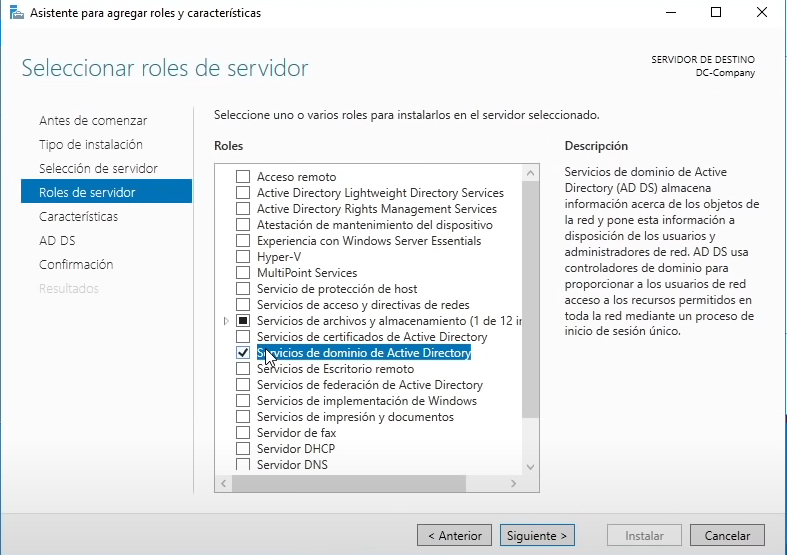 Asistente para agregar roles y características
Seleccionar roles de servidor
SERVIDOR DE DESTINO
DC-Company
Antes de comenzar
Tipo de instalación
Selección de servidor
Roles de servidor
Características
AD DS
Confirmación
Resultados
Seleccione uno o varios roles para instalarlos en el servidor seleccionado.
Roles
Acceso remoto
Active Directory Lightweight Directory Services
Active Directory Rights Management Services
Atestación de mantenimiento del dispositivo
Experiencia con Windows Server Essentials
Hyper-V
MultiPoint Services
Servicio de protección de host
Servicios de acceso y directivas de redes
Servicios de archivos y almacenamiento (1 de 12 in
Servicios de certificados de Active Directory
Servicios de dominio de Active Directory
Servicios de Escritorio remoto
Servicios de federación de Active Directory
Servicios de implementación de Windows
Servicios de impresión y documentos
Servidor de fax
Servidor DHCP
Servidor DNS
Descripción
Servicios de dominio de Active
Directory (AD DS) almacena
información acerca de los objetos de
la red y pone esta información a
disposición de los usuarios y
administradores de red. AD DS usa
controladores de dominio para
proporcionar a los usuarios de red
acceso a los recursos permitidos en
toda la red mediante un proceso de
inicio de sesión único.
< Anterior
Siguiente >
Instalar
Cancelar